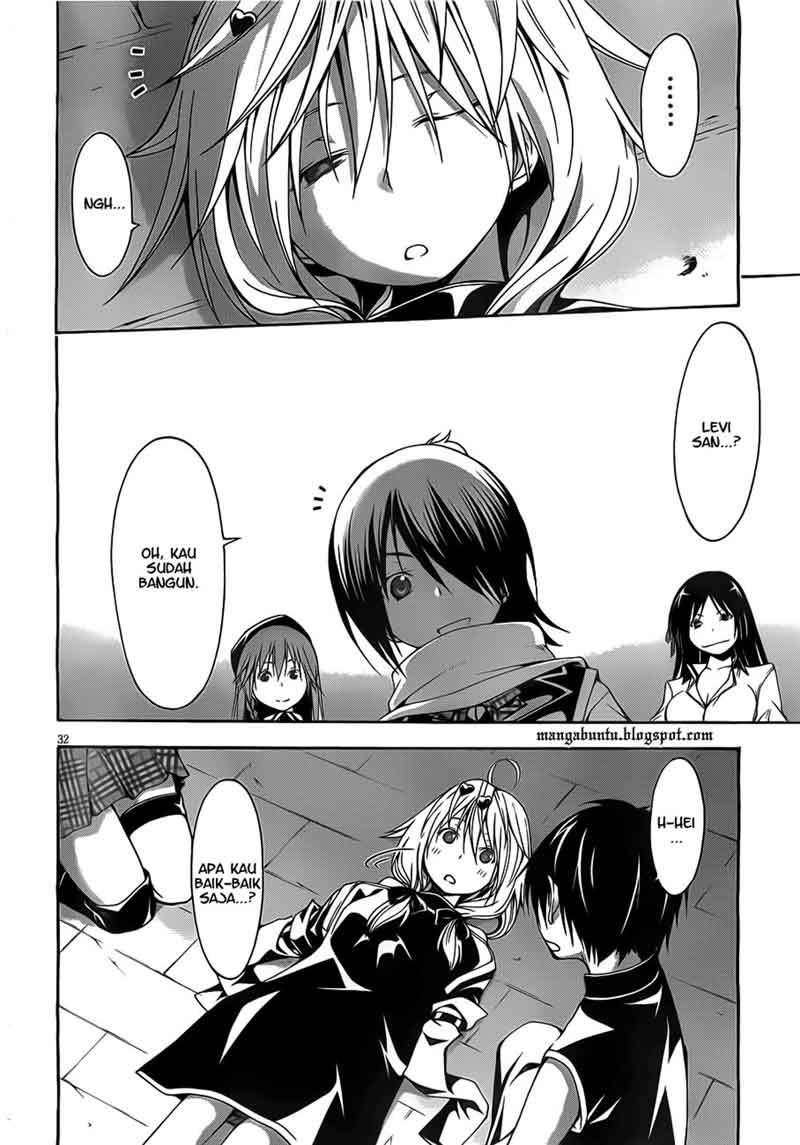 ......
NGH...
LEVI
SAN...?
OH, KAU
SUDAH
BANGUN.
32
mangabuntu.blogspot.com
H-HEI
...
APA KAU
BAIK-BAIK
SAJA...?